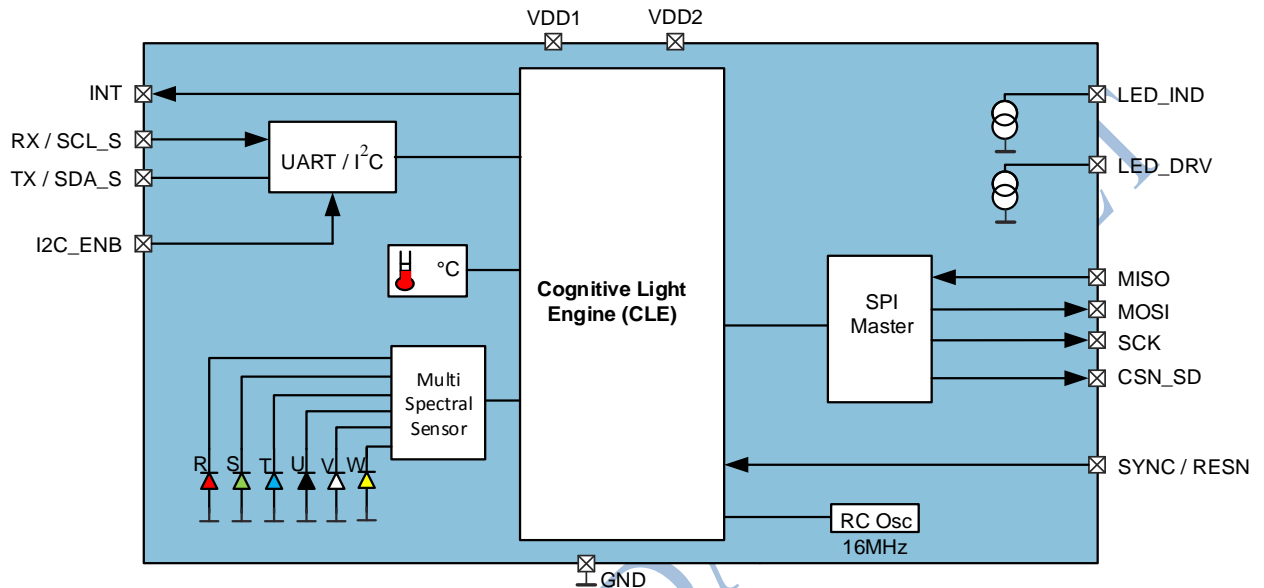 VDD1
VDD2
INT
RX / SCL_S
TX / SDA_S
I2C_ENB
UART / I²C
°C
Cognitive Light
Engine (CLE)
Multi
Spectral
Sensor
R
S
T
U
V
W
LED_IND
LED_DRV
SPI
Master
MISO
MOSI
SCK
CSN_SD
SYNC / RESN
RC Osc
16MHz
GND